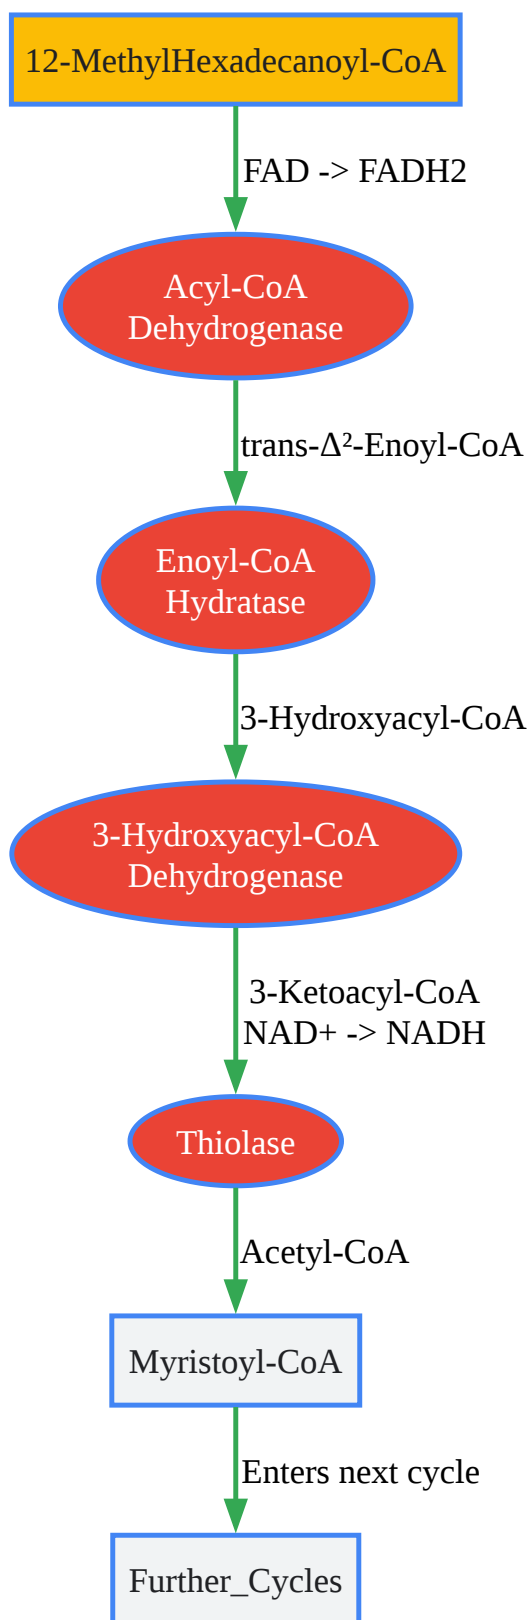 12-MethylHexadecanoyl-CoA
FAD -> FADH2
Acyl-CoA
Dehydrogenase
trans-Δ²-Enoyl-CoA
Enoyl-CoA
Hydratase
3-Hydroxyacyl-CoA
3-Hydroxyacyl-CoA
Dehydrogenase
3-Ketoacyl-CoA
NAD+ -> NADH
Thiolase
Acetyl-CoA
Myristoyl-CoA
Enters next cycle
Further_Cycles